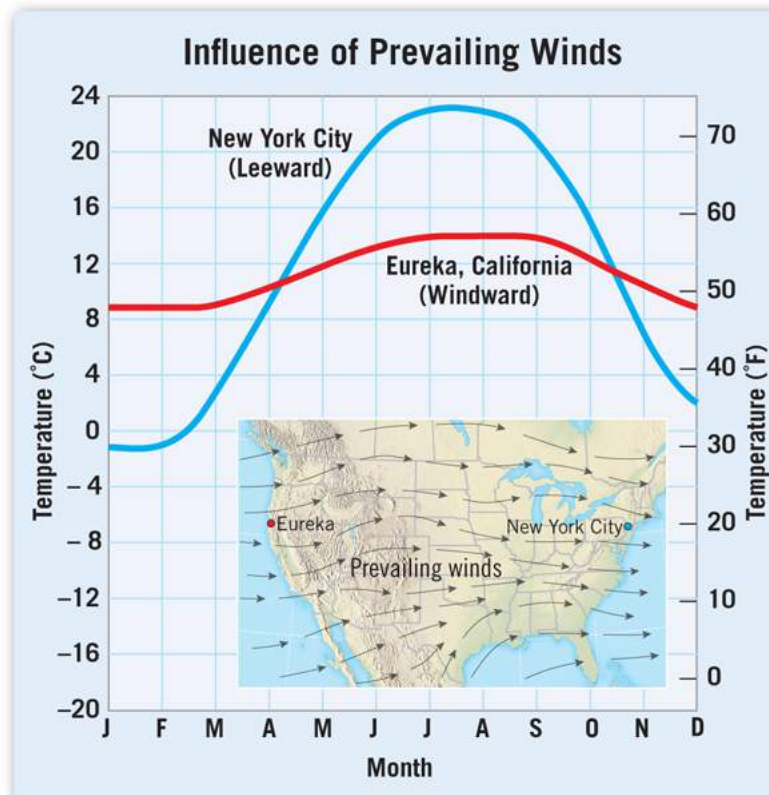 Influence of Prevailing Winds
24
20
16
12
8
4
0
– 4
– 8
–12
–16
–20
Temperature (˚C)
New York City
(Leeward)
Eureka, California
(Windward)
70
60
50
40
30
20
10
0
Temperature (˚F)
Eureka
New York City
Prevailing winds
J F M A M J J A S O N D
Month